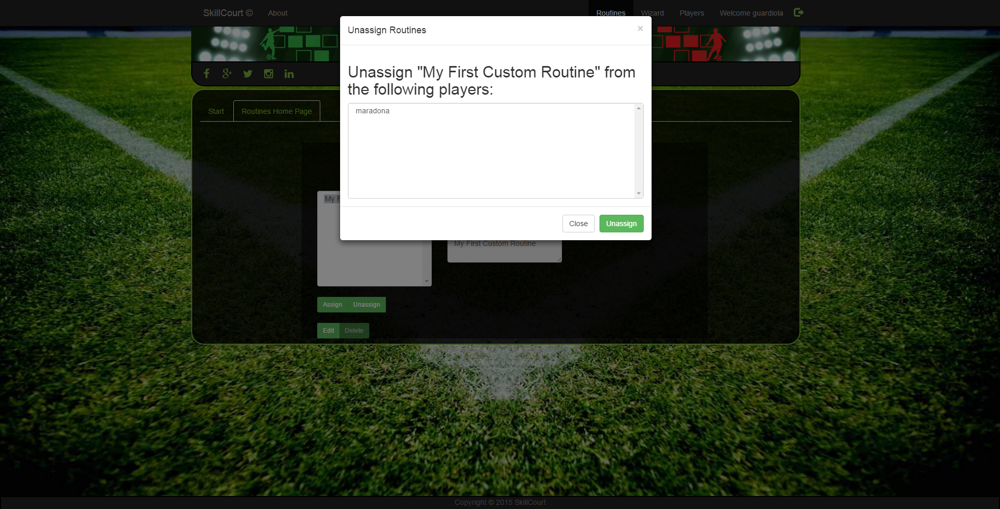 SkillCourt © About Routines Wizard Players Welcome guardiola
Unassign Routines ×
Unassign "My First Custom Routine" from
the following players:
maradona
Close Unassign
Start Routines Home Page
My F
My First Custom Routine
Assign Unassign
Edit Delete
Copyright © 2015 SkillCourt